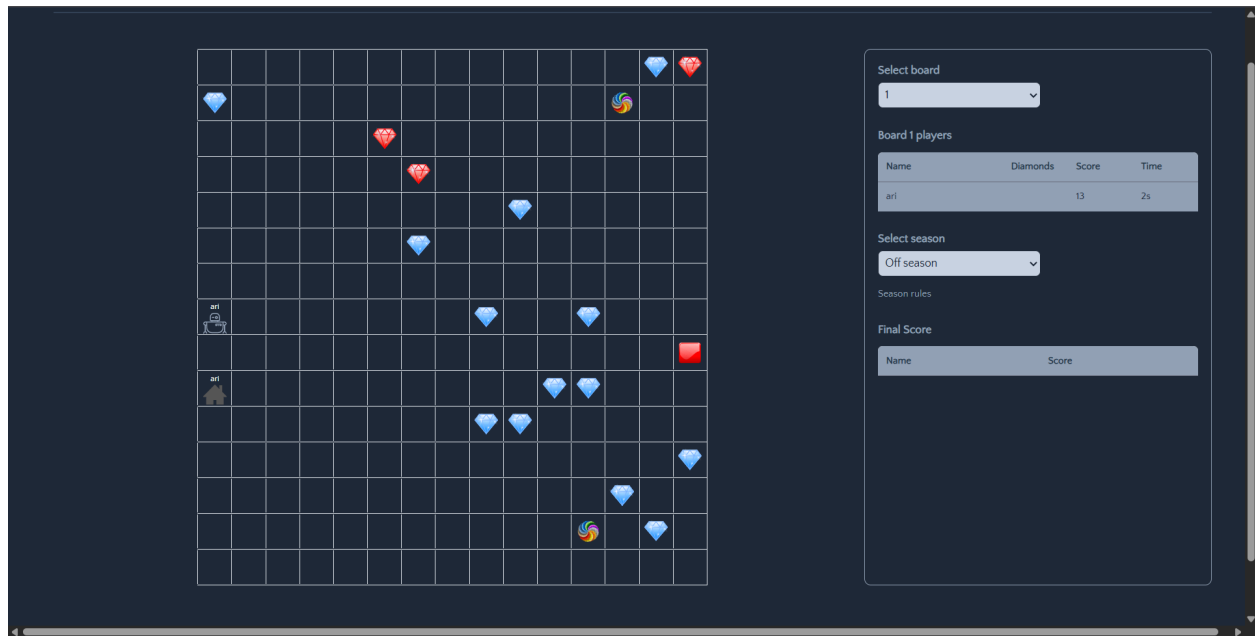 Select board
1
Board 1 players
Name Diamonds Score Time
ari 13 2s
Select season
Off season
Season rules
Final Score
Name Score
ari
ari